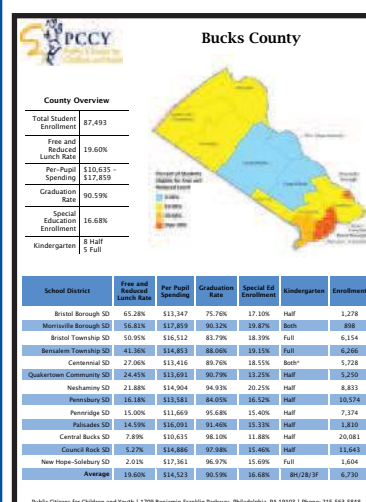 PCCY
Bucks County
County Overview
Total Student Enrollment 87,493
Free and Reduced Lunch Rate 19.60%
Per-Pupil Spending $10,635 – $17,859
Graduation Rate 90.59%
Special Education Enrollment 16.68%
Kindergarten 8 Half 5 Full
School District Free and Reduced Lunch Rate Per Pupil Spending Graduation Rate Special Ed Enrollment Kindergarten Enrollment
Bristol Borough SD 65.28% $13,347 75.76% 17.10% Half 1,278
Morrisville Borough SD 56.81% $17,859 90.32% 19.87% Both 898
Bristol Township SD 50.95% $16,512 83.79% 18.39% Full 6,154
Bensalem Township SD 41.36% $14,853 88.06% 19.15% Full 6,266
Centennial SD 27.06% $13,416 89.76% 18.55% Both* 5,728
Quakertown Community SD 24.45% $13,691 90.79% 13.25% Half 5,250
Neshaminy SD 21.88% $14,904 94.93% 20.25% Half 8,833
Pennsbury SD 16.18% $13,581 84.05% 16.52% Half 10,574
Pennridge SD 15.00% $11,669 95.68% 15.40% Half 7,374
Palisades SD 14.59% $16,091 91.46% 15.33% Half 1,810
Central Bucks SD 7.89% $10,635 98.10% 11.88% Half 20,081
Council Rock SD 5.27% $14,886 97.98% 15.46% Half 11,643
New Hope-Solebury SD 2.01% $17,361 96.97% 15.69% Full 1,604
Average 19.60% $14,523 90.59% 16.68% 8H/2B/3F 6,730